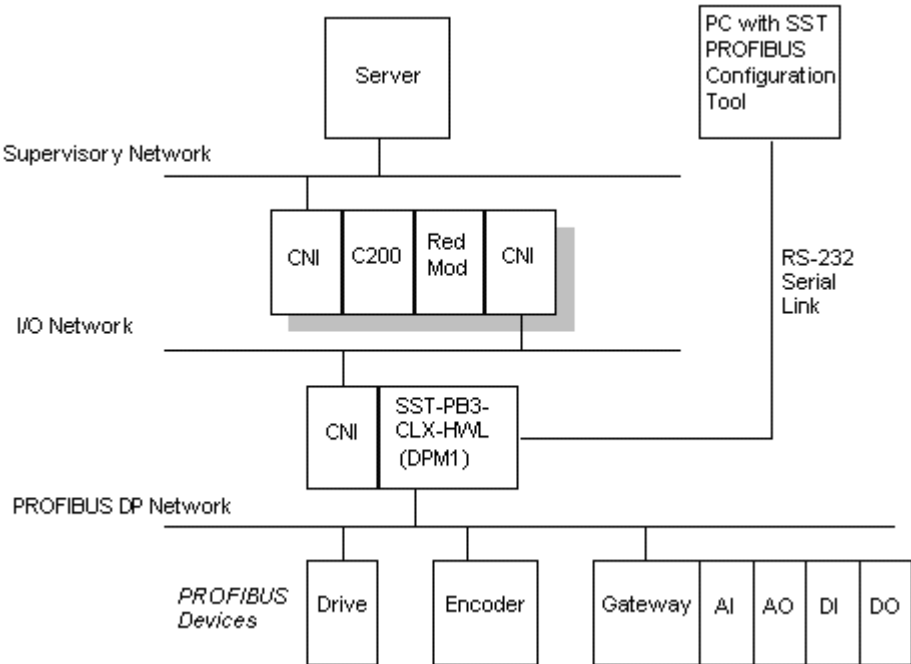 Server
PC with SST
PROFIBUS
Configuration
Tool
Supervisory Network
CNI
C200
Red
Mod
CNI
RS-232
Serial
Link
I/O Network
CNI
SST-PB3-
CLX-HWL
(DPM1)
PROFIBUS DP Network
PROFIBUS
Devices
Drive
Encoder
Gateway
AI
AO
DI
DO